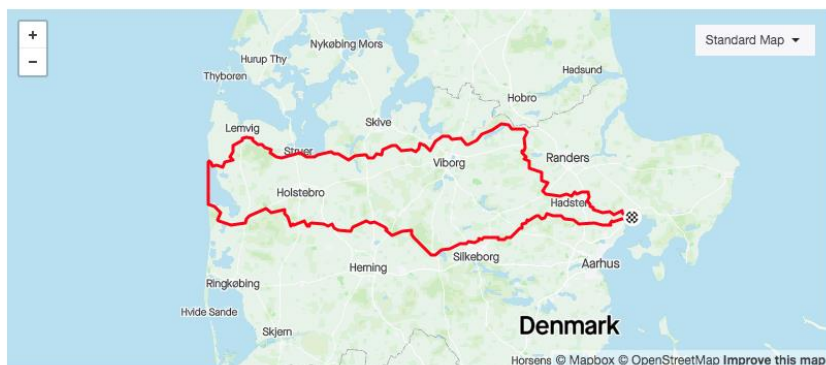 +
Standard Map
−
Nykøbing Mors
Hurup Thy
Thyborøn
Hadsund
Hobro
Lemvig
Skive
Struer
Viborg
Randers
Holstebro
Hadster
Silkeborg
Aarhus
Herning
Ringkøbing
Hvide Sande
Skjern
Denmark
Horsens © Mapbox © OpenStreetMap Improve this map